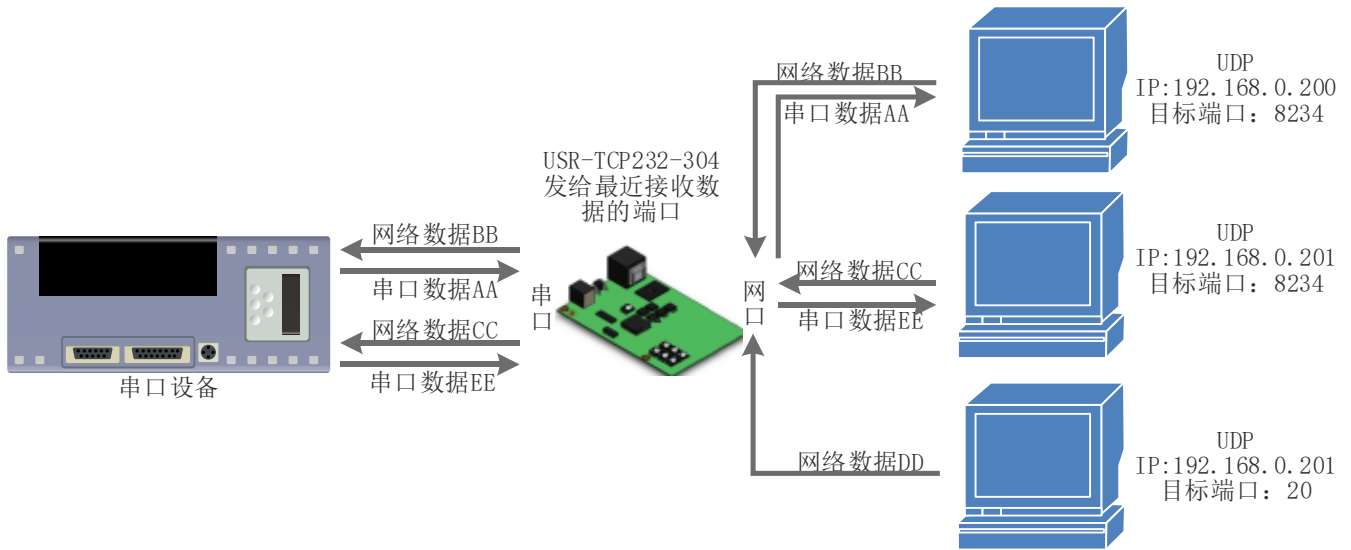 网络数据BB
串口数据AA
UDP
IP:192.168.0.200
目标端口：8234
USR-TCP232-304
发给最近接收数
据的端口
网络数据BB
串口数据AA
网络数据CC
串口数据EE
串口设备
串
口
网
口
网络数据CC
串口数据EE
UDP
IP:192.168.0.201
目标端口：8234
网络数据DD
UDP
IP:192.168.0.201
目标端口：20